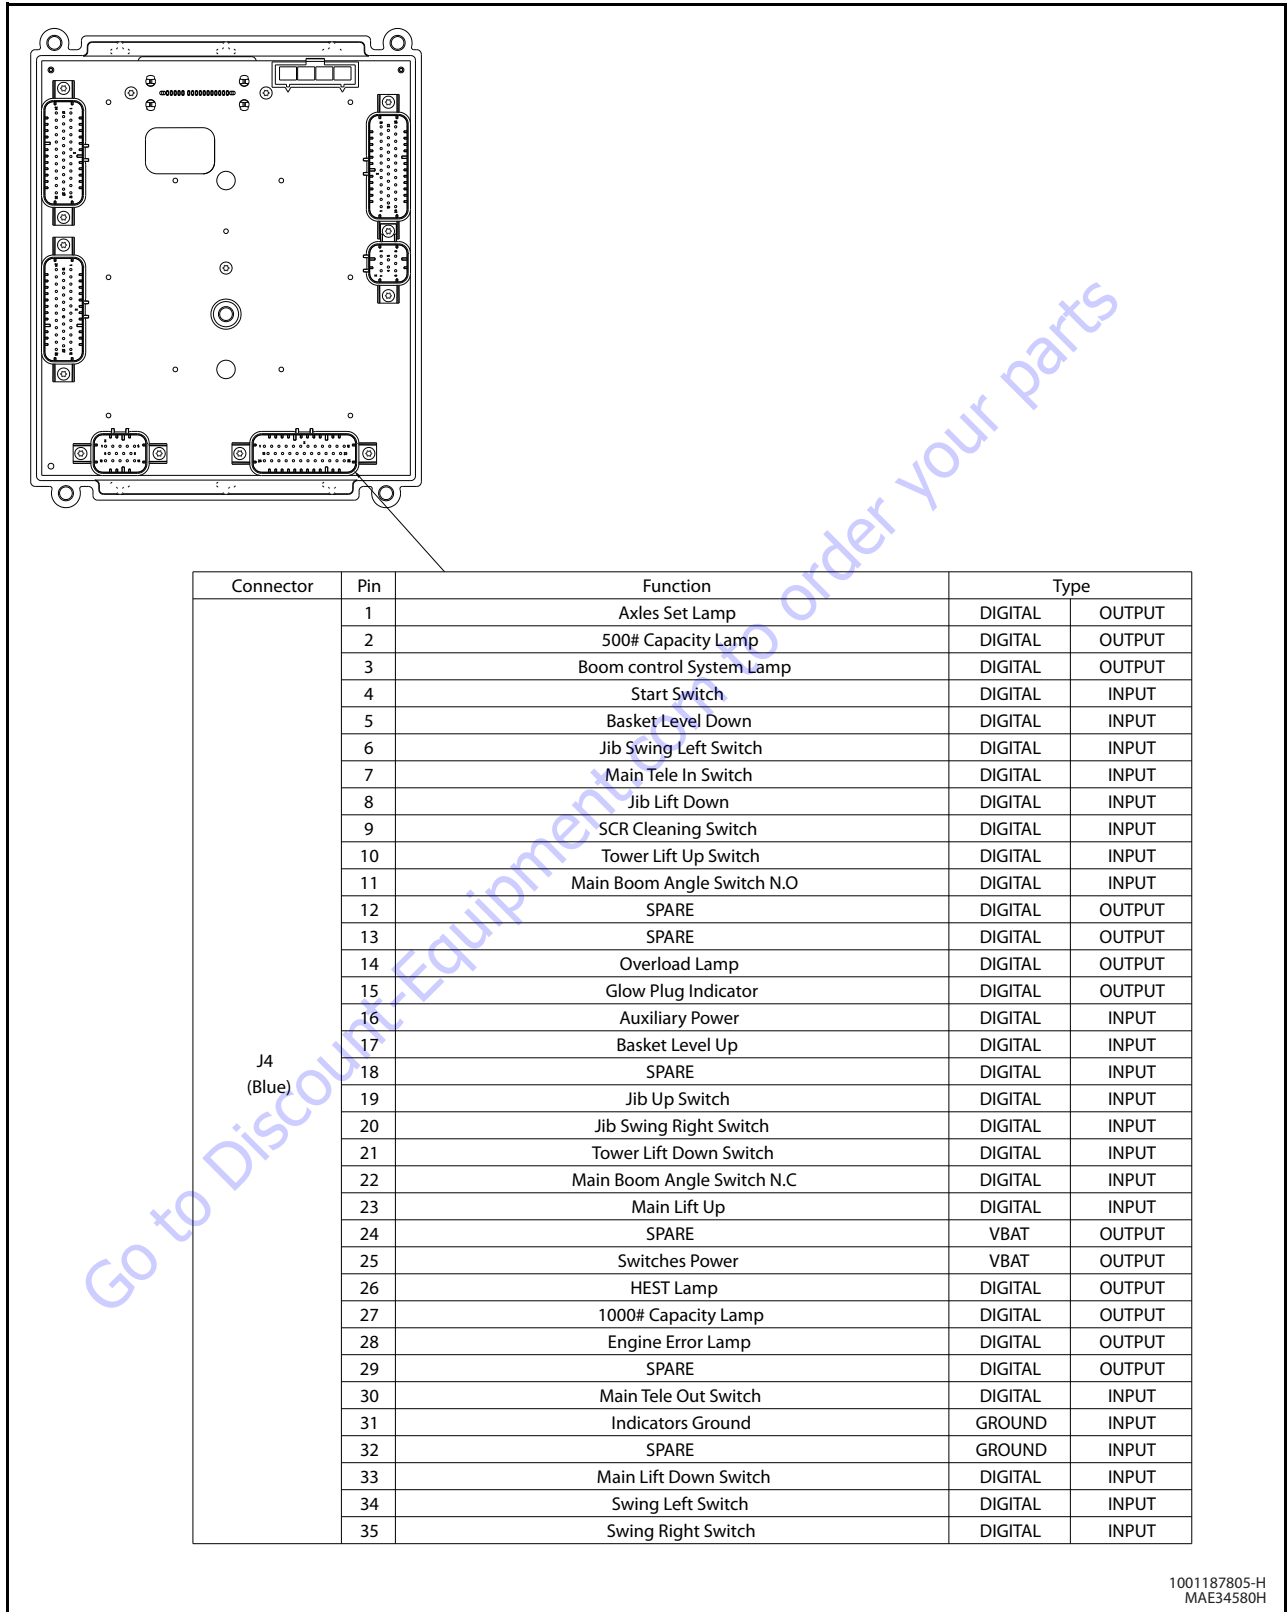 Connector Pin Function Type
1 Axles Set Lamp DIGITAL OUTPUT
2 500# Capacity Lamp DIGITAL OUTPUT
3 Boom control System Lamp DIGITAL OUTPUT
4 Start Switch DIGITAL INPUT
5 Basket Level Down DIGITAL INPUT
6 Jib Swing Left Switch DIGITAL INPUT
7 Main Tele In Switch DIGITAL INPUT
8 Jib Lift Down DIGITAL INPUT
9 SCR Cleaning Switch DIGITAL INPUT
10 Tower Lift Up Switch DIGITAL INPUT
11 Main Boom Angle Switch N.O DIGITAL INPUT
12 SPARE DIGITAL OUTPUT
13 SPARE DIGITAL OUTPUT
14 Overload Lamp DIGITAL OUTPUT
15 Glow Plug Indicator DIGITAL OUTPUT
16 Auxiliary Power DIGITAL INPUT
17 Basket Level Up DIGITAL INPUT
J4
(Blue)
18 SPARE DIGITAL INPUT
19 Jib Up Switch DIGITAL INPUT
20 Jib Swing Right Switch DIGITAL INPUT
21 Tower Lift Down Switch DIGITAL INPUT
22 Main Boom Angle Switch N.C DIGITAL INPUT
23 Main Lift Up DIGITAL INPUT
24 SPARE VBAT OUTPUT
25 Switches Power VBAT OUTPUT
26 HEST Lamp DIGITAL OUTPUT
27 1000# Capacity Lamp DIGITAL OUTPUT
28 Engine Error Lamp DIGITAL OUTPUT
29 SPARE DIGITAL OUTPUT
30 Main Tele Out Switch DIGITAL INPUT
31 Indicators Ground GROUND INPUT
32 SPARE GROUND INPUT
33 Main Lift Down Switch DIGITAL INPUT
34 Swing Left Switch DIGITAL INPUT
35 Swing Right Switch DIGITAL INPUT
Go to Discount-Equipment.com to order your parts
1001187805-H
MAE34580H